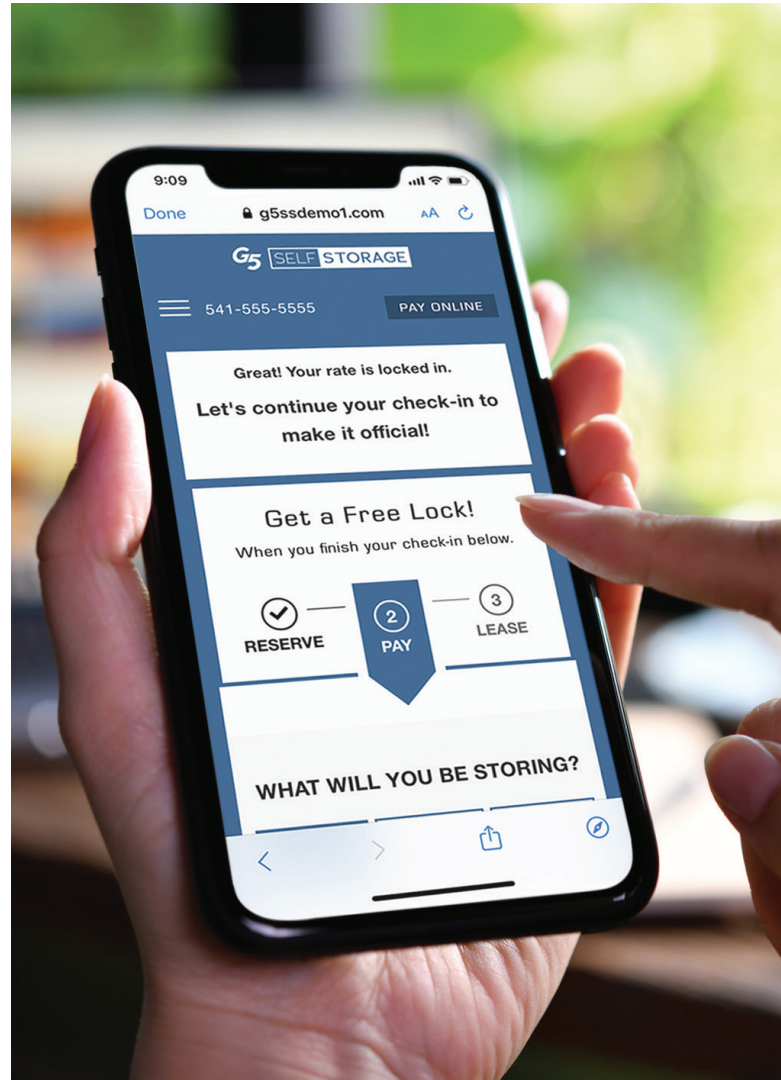 9:09
Done g5ssdemo1.com AA
G5 SELF STORAGE
541-555-5555 PAY ONLINE
Great! Your rate is locked in.
Let's continue your check-in to
make it official!
Get a Free Lock!
When you finish your check-in below.
2 3
RESERVE PAY LEASE
WHAT WILL YOU BE STORING?